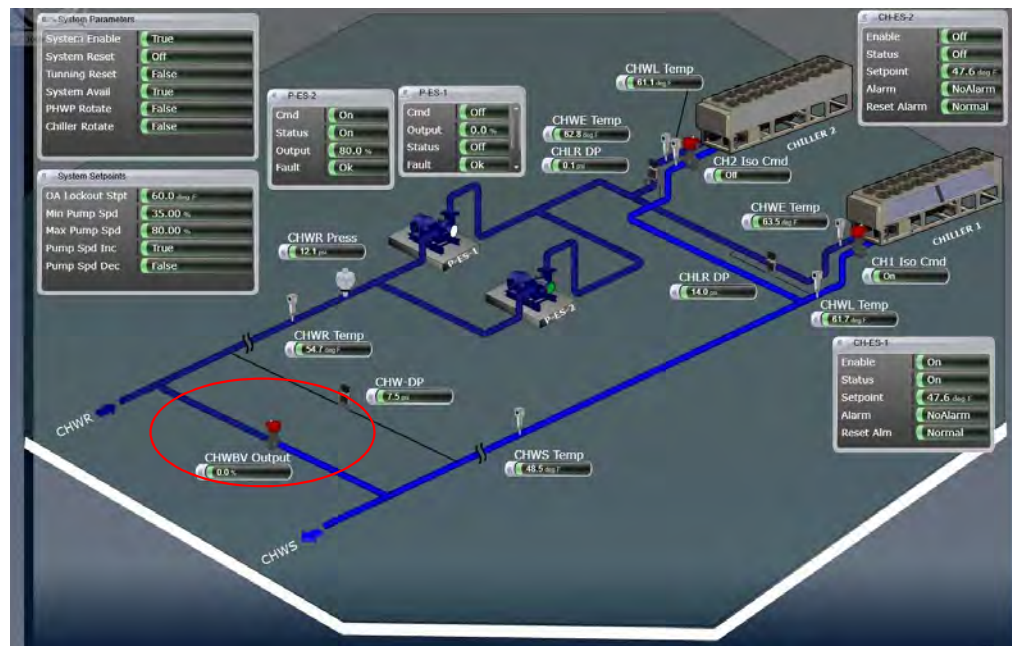 System Parameters
System Enable True
System Reset Off
Tunning Reset False
System Avail True
PHWP Rotate False
Chiller Rotate False
System Setpoints
OA Lockout Stpt 60.0 deg F
Min Pump Spd 35.00 %
Max Pump Spd 80.00 %
Pump Spd Inc True
Pump Spd Dec False
P-ES-2
Cmd On
Status On
Output 80.0 %
Fault Ok
P-ES-1
Cmd Off
Output 0.0 %
Status Off
Fault Ok
CH-ES-2
Enable Off
Status Off
Setpoint 47.6 deg F
Alarm NoAlarm
Reset Alarm Normal
CHWL Temp
61.1 deg F
CHWE Temp
62.8 deg F
CHLR DP
0.1 psi
CHILLER 2
CH2 Iso Cmd
Off
CHWE Temp
63.5 deg F
CHILLER 1
CH1 Iso Cmd
On
CHWR Press
12.1 psi
P-ES-1
P-ES-2
CHLR DP
14.0 psi
CHWL Temp
61.7 deg F
CHWR Temp
54.7 deg F
CH-ES-1
Enable On
Status On
Setpoint 47.6 deg F
Alarm NoAlarm
Reset Alm Normal
CHW-DP
7.5 psi
CHWR
CHWBV Output
0.0 %
CHWS Temp
48.5 deg F
CHWS